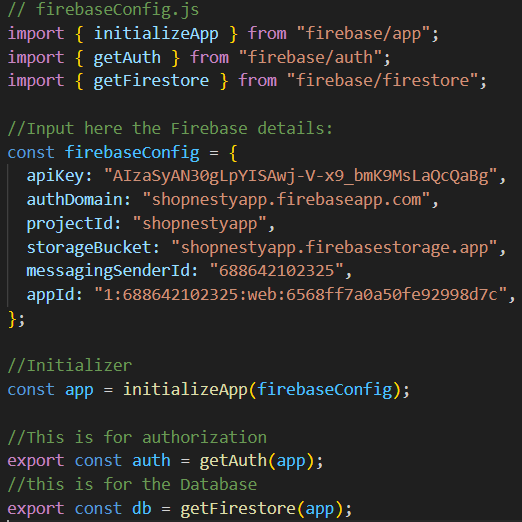 // firebaseConfig.js
import { initializeApp } from "firebase/app";
import { getAuth } from "firebase/auth";
import { getFirestore } from "firebase/firestore";
//Input here the Firebase details:
const firebaseConfig = {
apiKey: "AIzaSyAN30gLpYISAwj-V-x9_bmK9MsLaQcQaBg",
authDomain: "shopnestyapp.firebaseapp.com",
projectId: "shopnestyapp",
storageBucket: "shopnestyapp.firebasestorage.app",
messagingSenderId: "688642102325",
appId: "1:688642102325:web:6568ff7a0a50fe92998d7c",
};
//Initializer
const app = initializeApp(firebaseConfig);
//This is for authorization
export const auth = getAuth(app);
//this is for the Database
export const db = getFirestore(app);